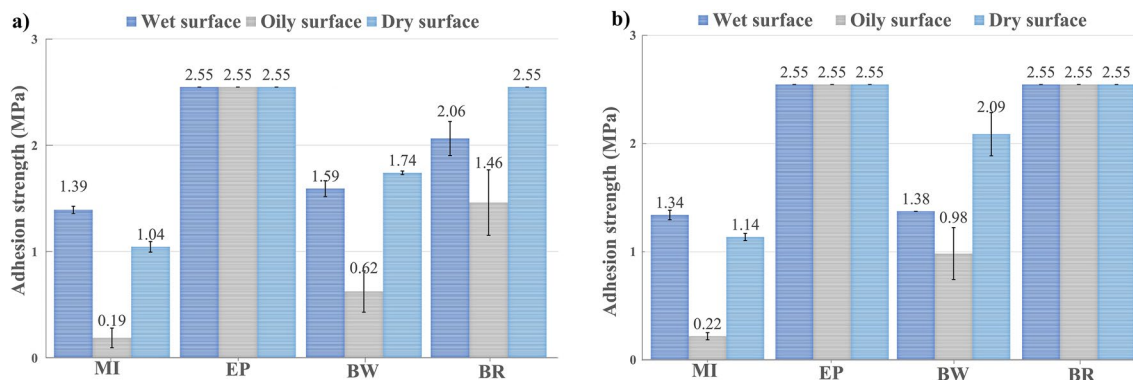 a)
Wet surface Oily surface Dry surface
Adhesion strength (MPa)
3
2
1
0
1.39
0.19
1.04
2.55 2.55 2.55
1.59
0.62
1.74
2.06
1.46
2.55
MI EP BW BR
b)
Wet surface Oily surface Dry surface
Adhesion strength (MPa)
3
2
1
0
1.34
0.22
1.14
2.55 2.55 2.55
1.38
0.98
2.09
2.55 2.55 2.55
MI EP BW BR